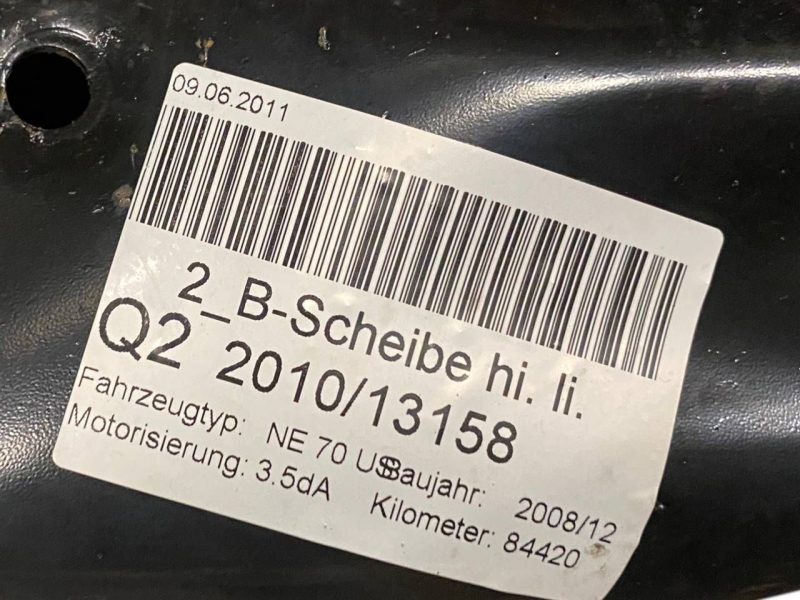 09.06.2011
2_B-Scheibe hi. li.
Q2 2010/13158
Fahrzeugtyp: NE 70 US Baujahr: 2008/12
Motorisierung: 3.5dA Kilometer: 84420